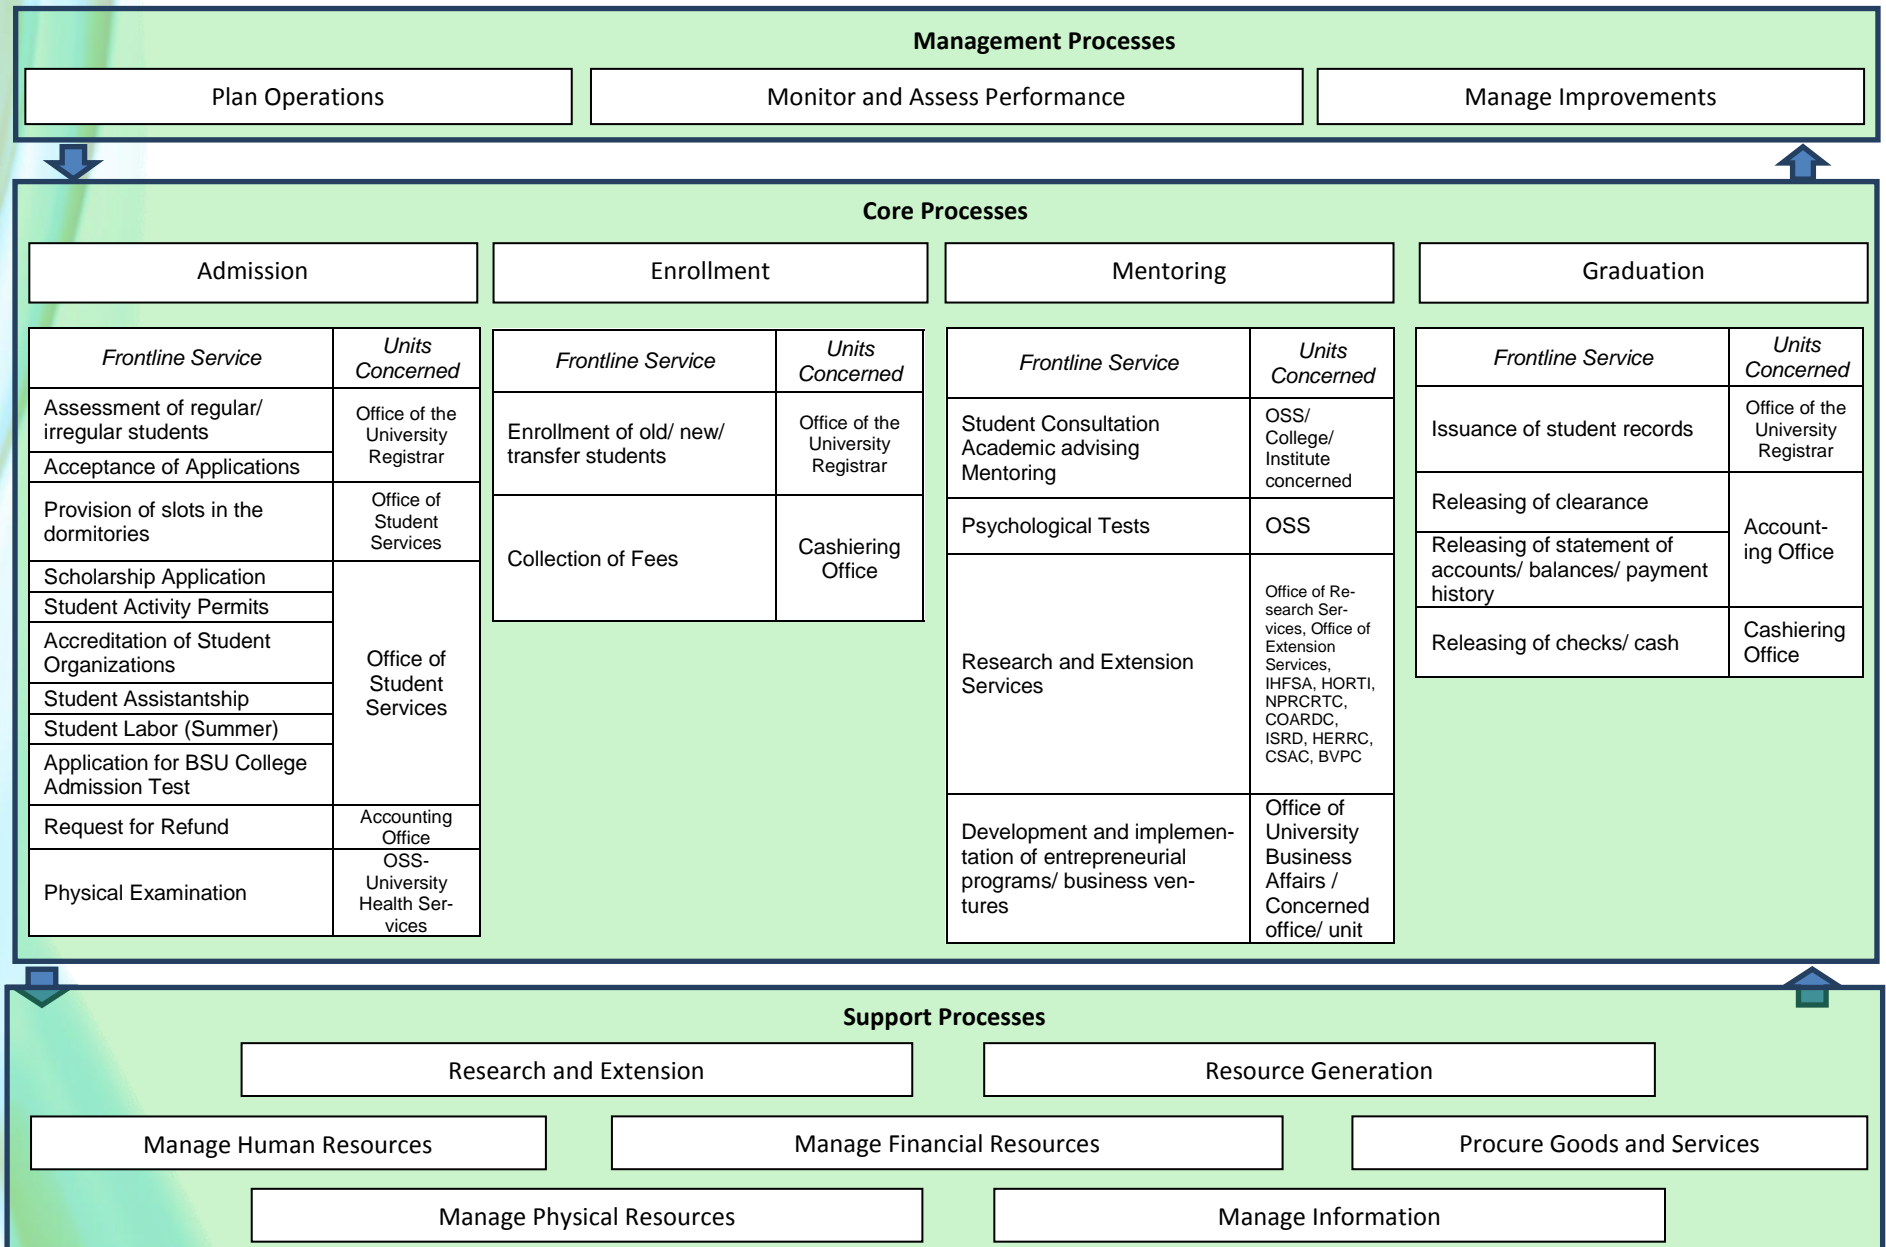 Management Processes
Plan Operations
Monitor and Assess Performance
Manage Improvements
Core Processes
Admission
Frontline Service
Units
Concerned
Assessment of regular/
irregular students
Acceptance of Applications
Office of the
University
Registrar
Provision of slots in the
dormitories
Office of
Student
Services
Scholarship Application
Student Activity Permits
Accreditation of Student
Organizations
Student Assistantship
Student Labor (Summer)
Application for BSU College
Admission Test
Office of
Student
Services
Request for Refund
Accounting
Office
Physical Examination
OSS-
University
Health Ser-
vices
Enrollment
Frontline Service
Units
Concerned
Enrollment of old/ new/
transfer students
Office of the
University
Registrar
Collection of Fees
Cashiering
Office
Mentoring
Frontline Service
Units
Concerned
Student Consultation
Academic advising
Mentoring
OSS/
College/
Institute
concerned
Psychological Tests
OSS
Research and Extension
Services
Office of Re-
search Ser-
vices, Office of
Extension
Services,
IHFSA, HORTI,
NPRCRTC,
COARDC,
ISRD, HERRC,
CSAC, BVPC
Development and implemen-
tation of entrepreneurial
programs/ business ven-
tures
Office of
University
Business
Affairs /
Concerned
office/ unit
Graduation
Frontline Service
Units
Concerned
Issuance of student records
Office of the
University
Registrar
Releasing of clearance
Releasing of statement of
accounts/ balances/ payment
history
Account-
ing Office
Releasing of checks/ cash
Cashiering
Office
Support Processes
Research and Extension
Resource Generation
Manage Human Resources
Manage Financial Resources
Procure Goods and Services
Manage Physical Resources
Manage Information